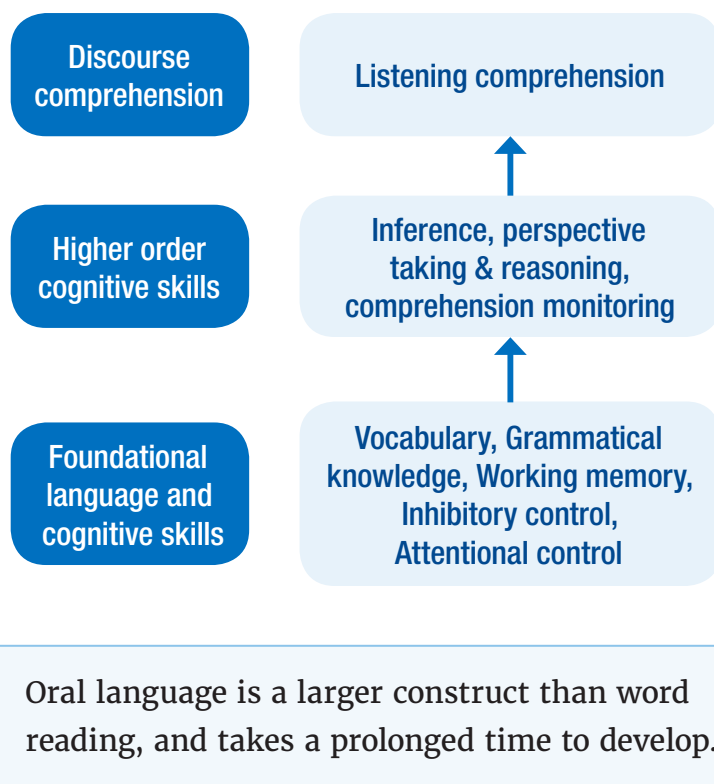 Discourse
comprehension
Listening comprehension
Higher order
cognitive skills
Inference, perspective
taking & reasoning,
comprehension monitoring
Foundational
language and
cognitive skills
Vocabulary, Grammatical
knowledge, Working memory,
Inhibitory control,
Attentional control
Oral language is a larger construct than word
reading, and takes a prolonged time to develop.